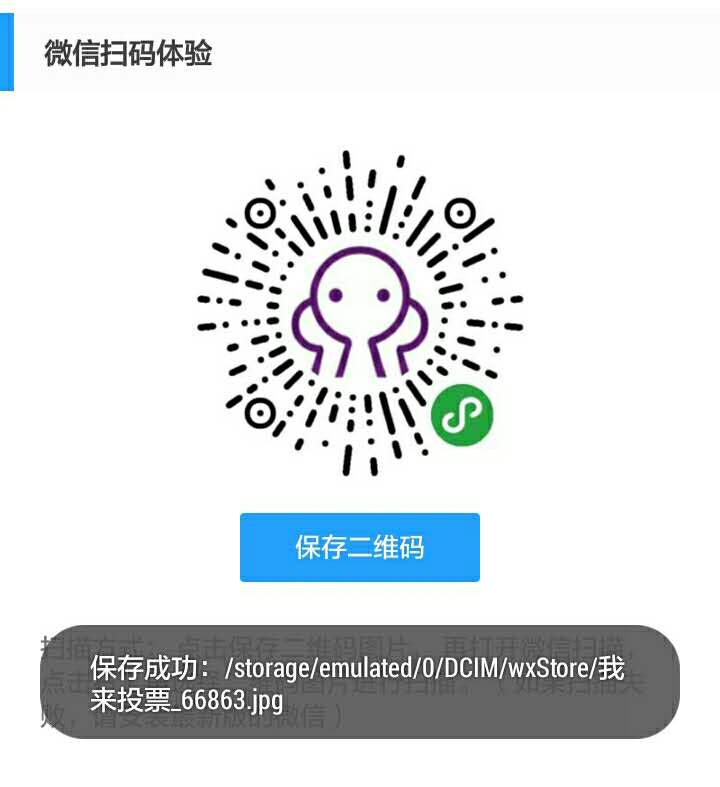 微信扫码体验
保存二维码
扫描方式：点击保存二维码图片，再打开微信扫描，
保存成功：/storage/emulated/0/DCIM/wxStore/我
来投票_66863.jpg
点击
码图片进行扫描。（如果扫描失
败，请安装最新版的微信）